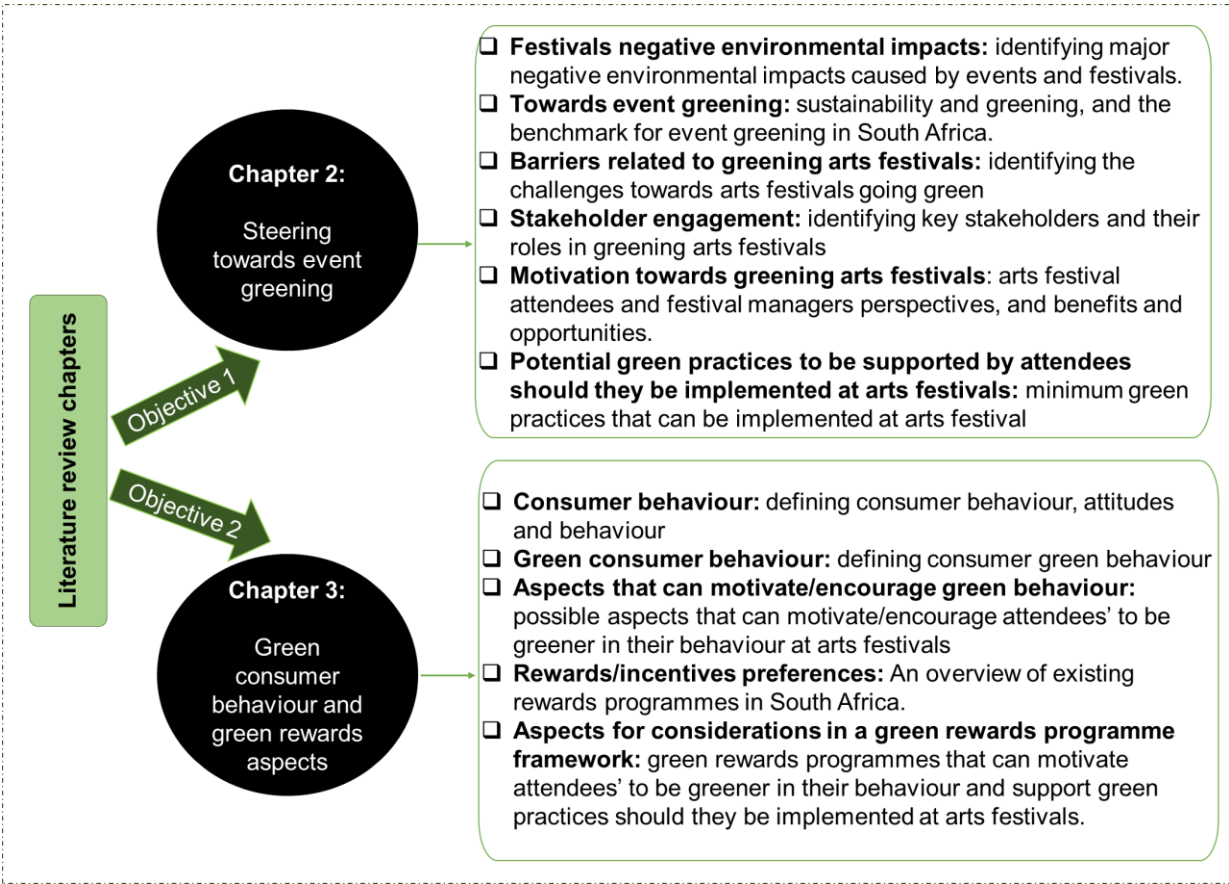 Literature review chapters
Objective 1
Chapter 2:
Steering
towards event
greening
❑ Festivals negative environmental impacts: identifying major
negative environmental impacts caused by events and festivals.
❑ Towards event greening: sustainability and greening, and the
benchmark for event greening in South Africa.
❑ Barriers related to greening arts festivals: identifying the
challenges towards arts festivals going green
❑ Stakeholder engagement: identifying key stakeholders and their
roles in greening arts festivals
❑ Motivation towards greening arts festivals: arts festival
attendees and festival managers perspectives, and benefits and
opportunities.
❑ Potential green practices to be supported by attendees
should they be implemented at arts festivals: minimum green
practices that can be implemented at arts festival
Objective 2
Chapter 3:
Green
consumer
behaviour and
green rewards
aspects
❑ Consumer behaviour: defining consumer behaviour, attitudes
and behaviour
❑ Green consumer behaviour: defining consumer green behaviour
❑ Aspects that can motivate/encourage green behaviour:
possible aspects that can motivate/encourage attendees’ to be
greener in their behaviour at arts festivals
❑ Rewards/incentives preferences: An overview of existing
rewards programmes in South Africa.
❑ Aspects for considerations in a green rewards programme
framework: green rewards programmes that can motivate
attendees’ to be greener in their behaviour and support green
practices should they be implemented at arts festivals.